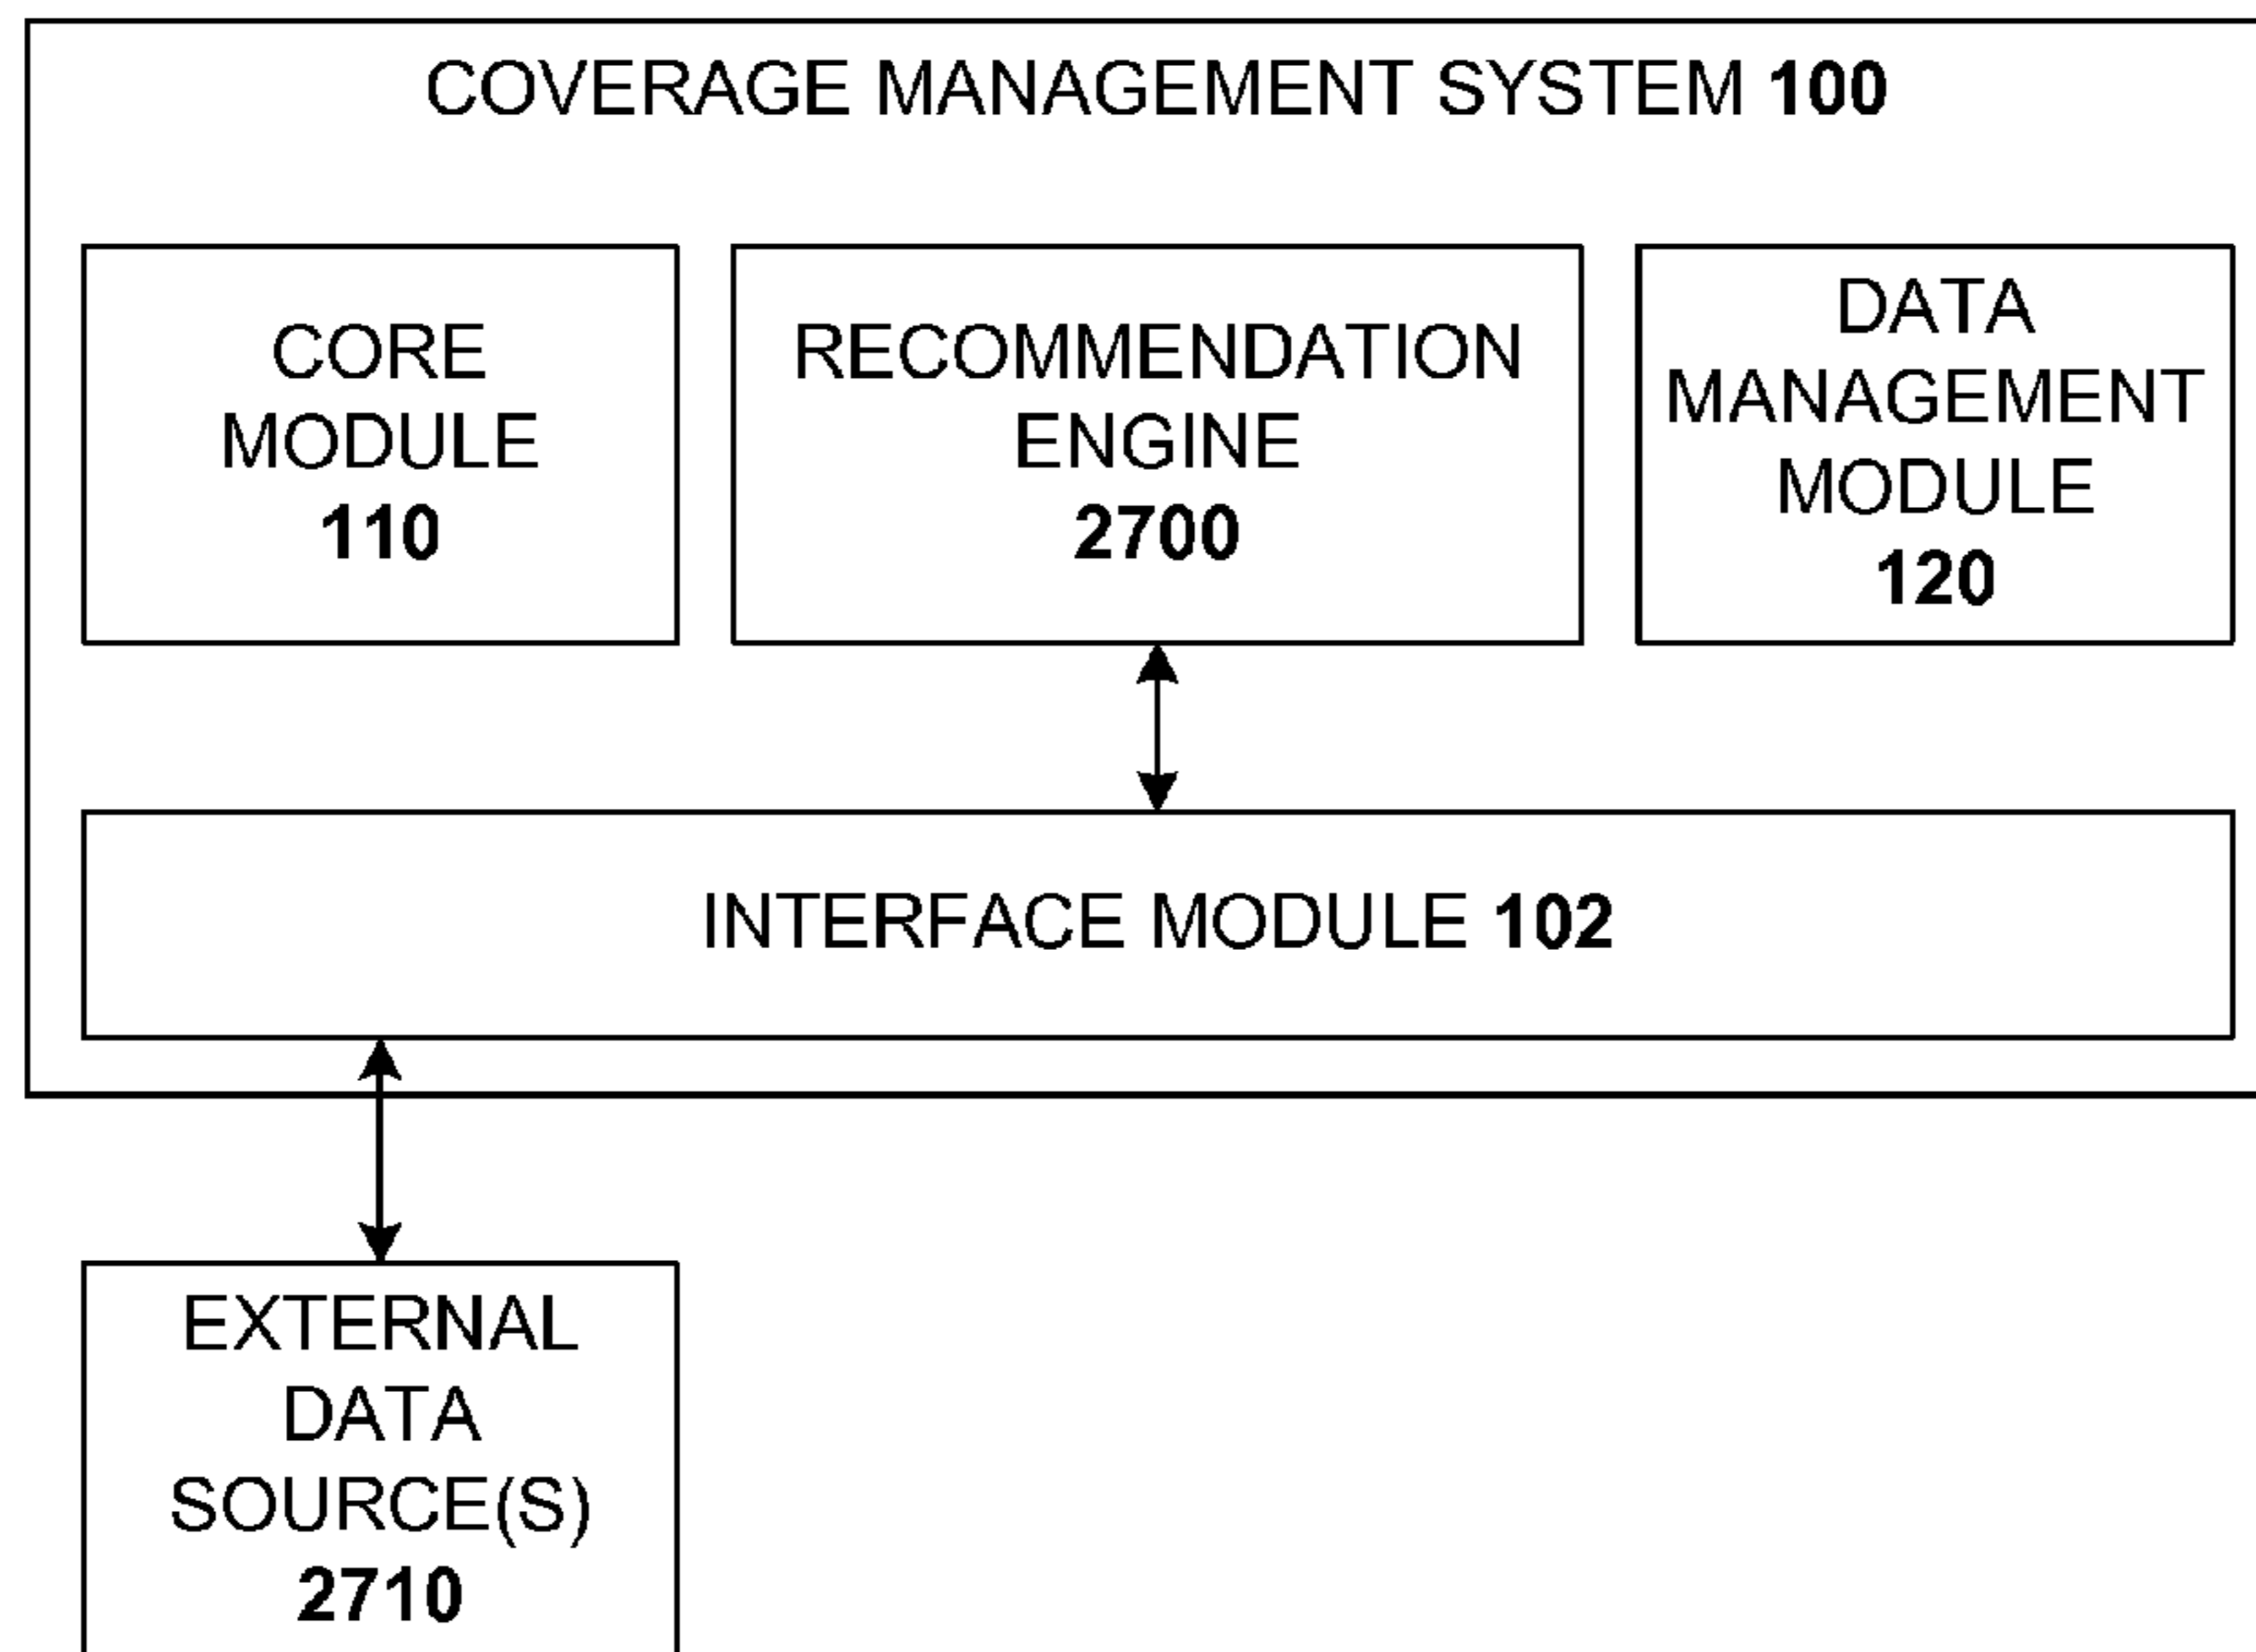 COVERAGE MANAGEMENT SYSTEM 100
CORE
MODULE
110
RECOMMENDATION
ENGINE
2700
DATA
MANAGEMENT
MODULE
120
INTERFACE MODULE 102
EXTERNAL
DATA
SOURCE(S)
2710